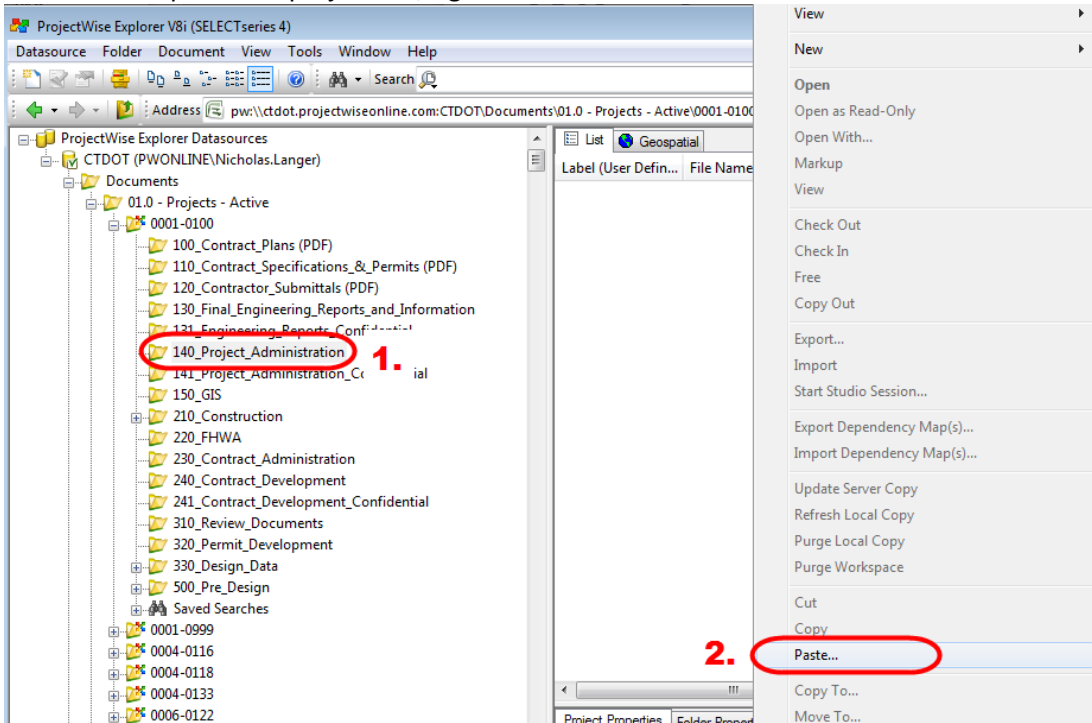 ProjectWise Explorer V8i (SELECTseries 4)
Datasource Folder Document View Tools Window Help
Search
Address pw:\\ctdot.projectwiseonline.com:CTDOT\Documents\01.0 - Projects - Active\0001-0100
ProjectWise Explorer Datasources
CTDOT (PWONLINE\Nicholas.Langer)
Documents
01.0 - Projects - Active
0001-0100
100_Contract_Plans (PDF)
110_Contract_Specifications_&_Permits (PDF)
120_Contractor_Submittals (PDF)
130_Final_Engineering_Reports_and_Information
131_Engineering_Reports_Confidential
140_Project_Administration
1.
141_Project_Administration_C ial
150_GIS
210_Construction
220_FHWA
230_Contract_Administration
240_Contract_Development
241_Contract_Development_Confidential
310_Review_Documents
320_Permit_Development
330_Design_Data
500_Pre_Design
Saved Searches
0001-0999
0004-0116
0004-0118
0004-0133
0006-0122
List Geospatial
Label (User Defin... File Name
Project Properties Folder Propert
View
New
Open
Open as Read-Only
Open With...
Markup
View
Check Out
Check In
Free
Copy Out
Export...
Import
Start Studio Session...
Export Dependency Map(s)...
Import Dependency Map(s)...
Update Server Copy
Refresh Local Copy
Purge Local Copy
Purge Workspace
Cut
Copy
2.
Paste...
Copy To...
Move To...